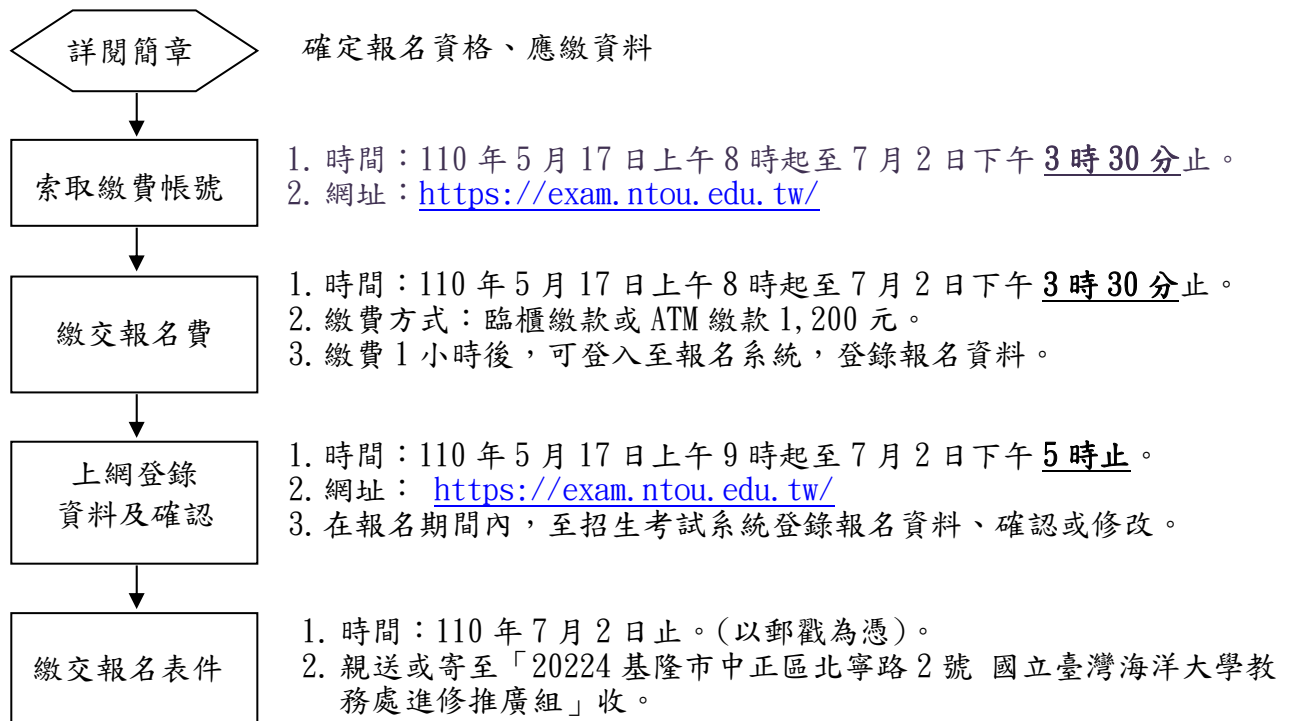 詳閱簡章
確定報名資格、應繳資料
索取繳費帳號
1. 時間：110 年 5 月 17 日上午 8 時起至 7 月 2 日下午 3 時 30 分止。
2. 網址：https://exam.ntou.edu.tw/
繳交報名費
1. 時間：110 年 5 月 17 日上午 8 時起至 7 月 2 日下午 3 時 30 分止。
2. 繳費方式：臨櫃繳款或 ATM 繳款 1,200 元。
3. 繳費 1 小時後，可登入至報名系統，登錄報名資料。
上網登錄
資料及確認
1. 時間：110 年 5 月 17 日上午 9 時起至 7 月 2 日下午 5 時止。
2. 網址： https://exam.ntou.edu.tw/
3. 在報名期間內，至招生考試系統登錄報名資料、確認或修改。
繳交報名表件
1. 時間：110 年 7 月 2 日止。(以郵戳為憑)。
2. 親送或寄至「20224 基隆市中正區北寧路 2 號 國立臺灣海洋大學教
務處進修推廣組」收。